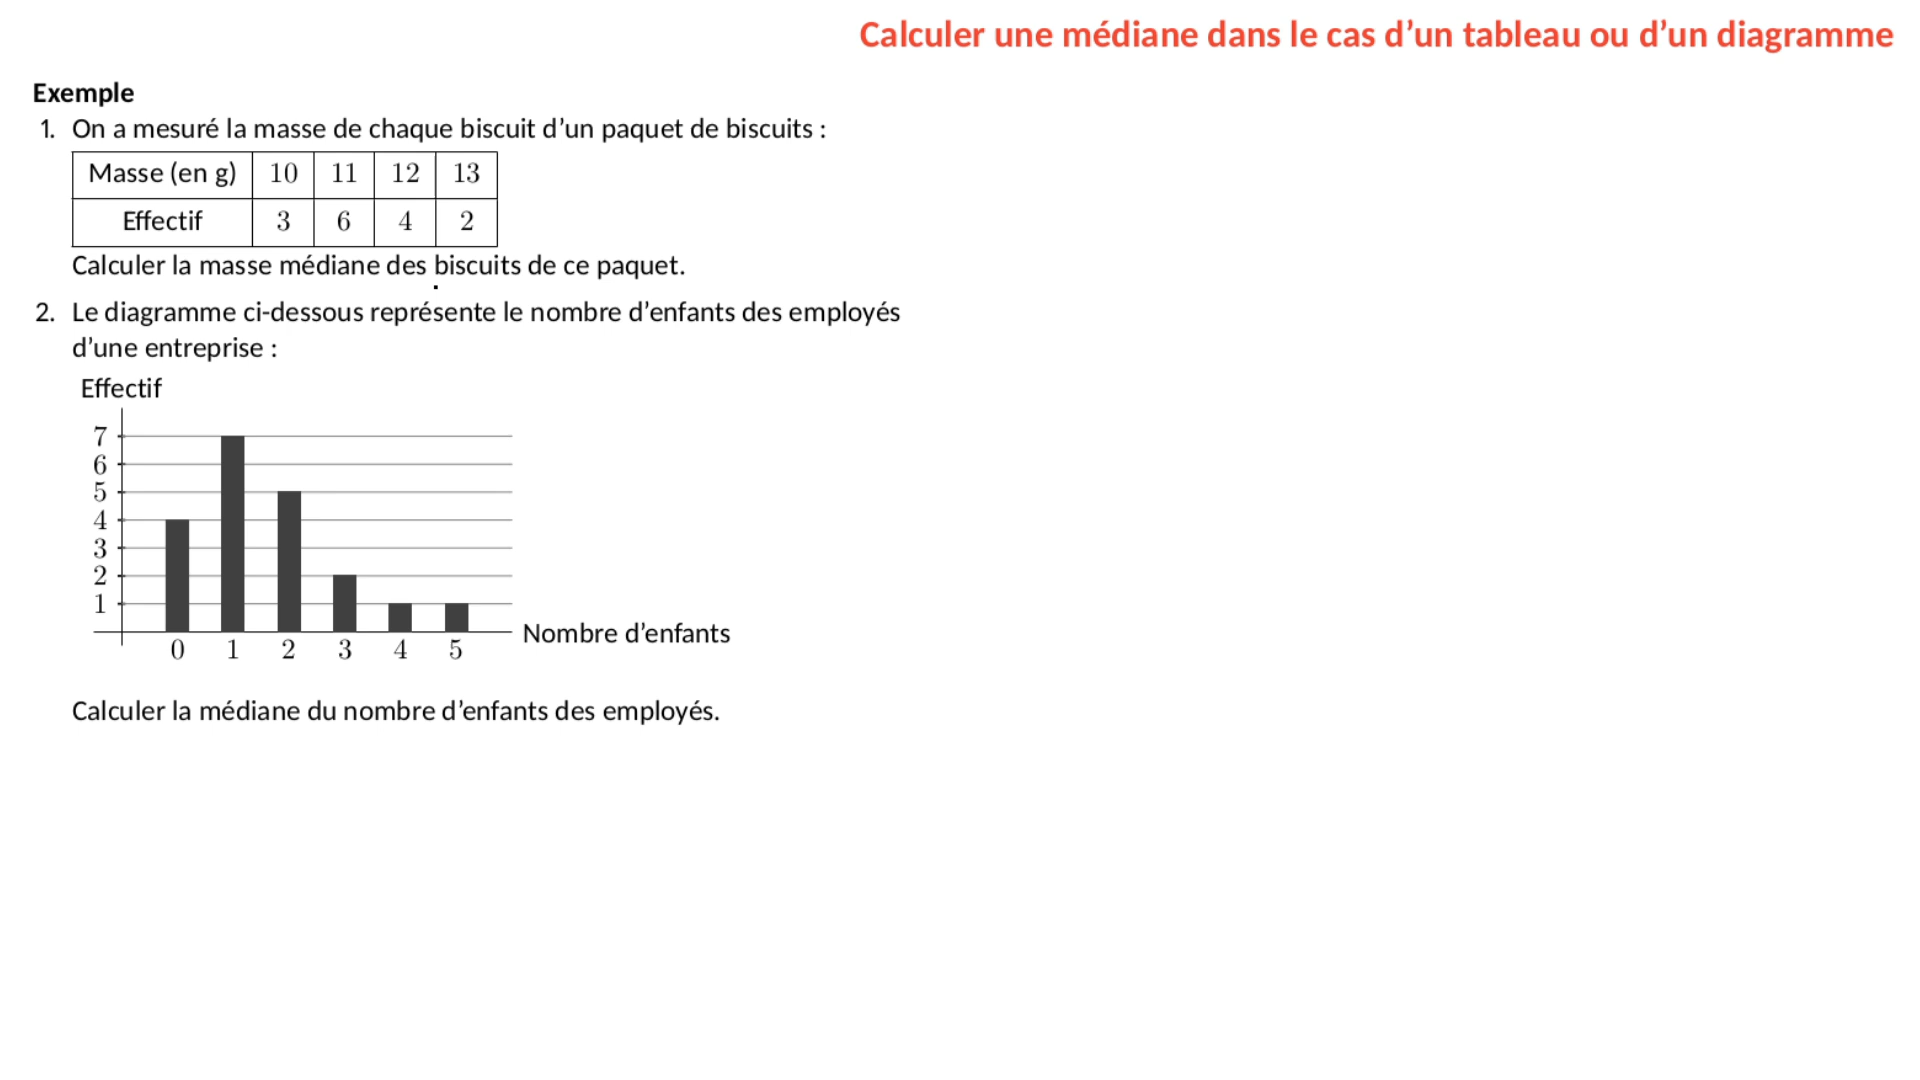 Calculer une médiane dans le cas d’un tableau ou d’un diagramme
Exemple
1. On a mesuré la masse de chaque biscuit d’un paquet de biscuits :
Masse (en g) 10 11 12 13
Effectif 3 6 4 2
Calculer la masse médiane des biscuits de ce paquet.
2. Le diagramme ci-dessous représente le nombre d’enfants des employés
d’une entreprise :
Effectif
7
6
5
4
3
2
1
Nombre d’enfants
0 1 2 3 4 5
Calculer la médiane du nombre d’enfants des employés.